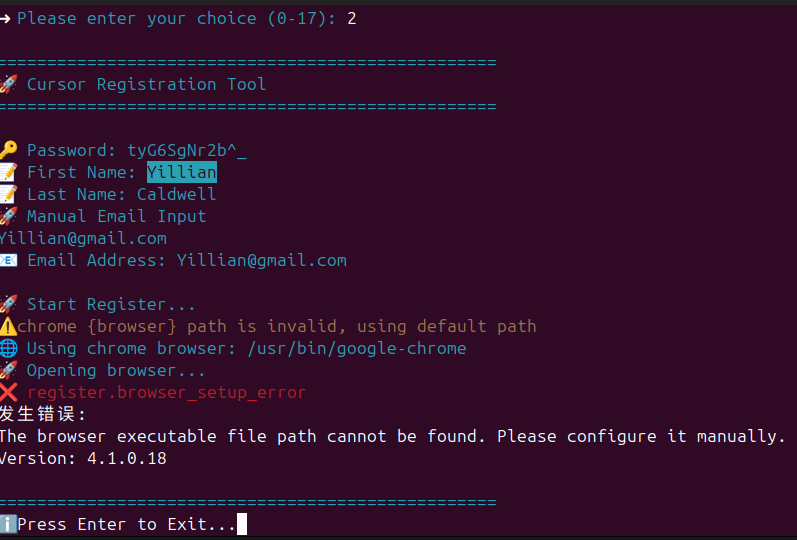 → Please enter your choice (0-17): 2
==================================================
🚀 Cursor Registration Tool
==================================================
🔑 Password: tyG6SgNr2b^_
📝 First Name: Yillian
📝 Last Name: Caldwell
🚀 Manual Email Input
Yillian@gmail.com
📧 Email Address: Yillian@gmail.com
🚀 Start Register...
⚠️chrome {browser} path is invalid, using default path
🌐 Using chrome browser: /usr/bin/google-chrome
🚀 Opening browser...
❌ register.browser_setup_error
发生错误:
The browser executable file path cannot be found. Please configure it manually.
Version: 4.1.0.18
==================================================
ℹ️Press Enter to Exit...